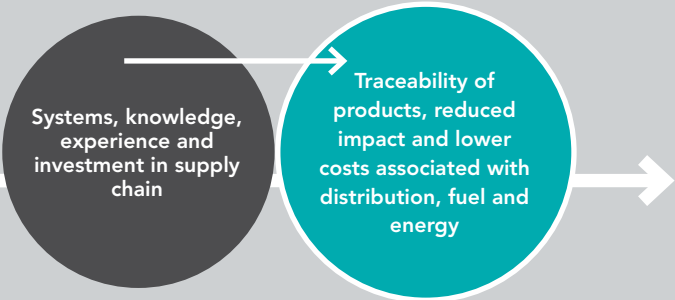 Systems, knowledge,
experience and
investment in supply
chain
Traceability of
products, reduced
impact and lower
costs associated with
distribution, fuel and
energy